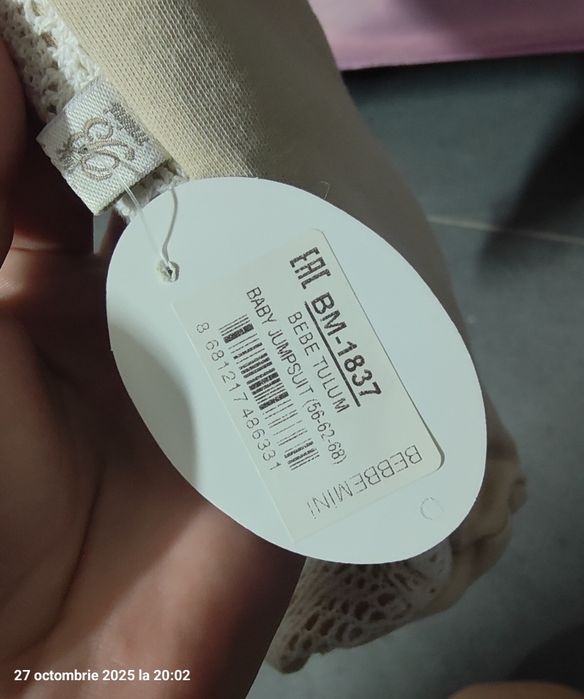 EAC BM-1837
BEBE TULUM
BABY JUMPSUIT (56-62-68)
8 681217 486331
BEBBEMINI
27 octombrie 2025 la 20:02